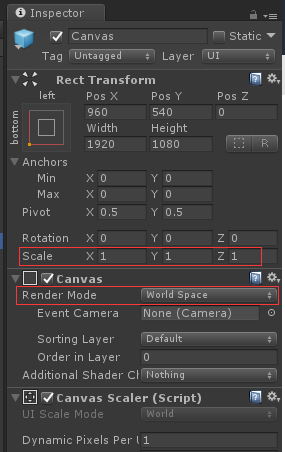 Inspector
Canvas Static
Tag Untagged Layer UI
Rect Transform
left Pos X Pos Y Pos Z
bottom 960 540 0
Width Height
1920 1080
R
Anchors
Min X 0 Y 0
Max X 0 Y 0
Pivot X 0.5 Y 0.5
Rotation X 0 Y 0 Z 0
Scale X 1 Y 1 Z 1
Canvas
Render Mode World Space
Event Camera None (Camera)
Sorting Layer Default
Order in Layer 0
Additional Shader Ch Nothing
Canvas Scaler (Script)
UI Scale Mode World
Dynamic Pixels Per U 1